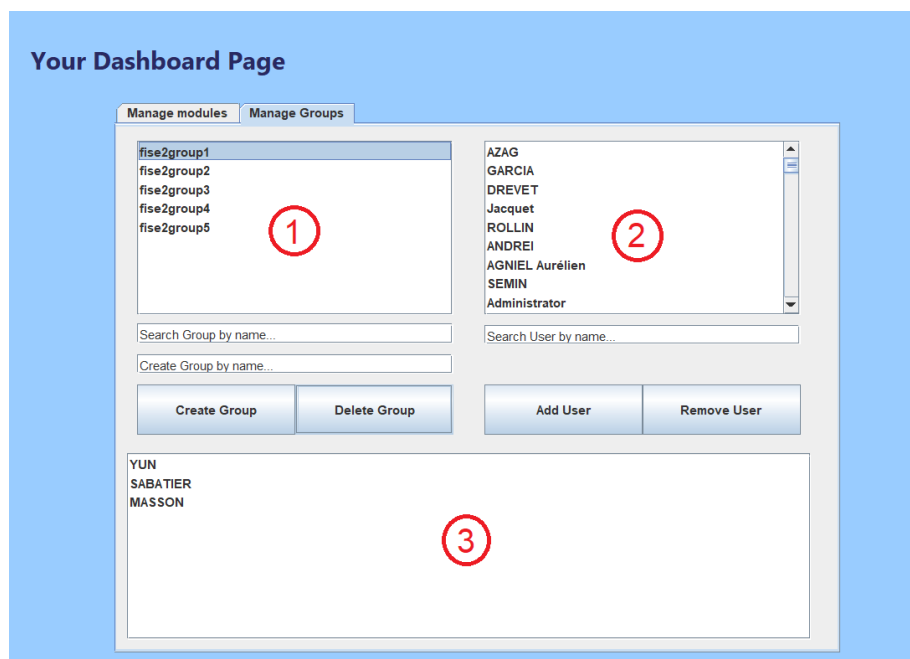 Your Dashboard Page
Manage modules
Manage Groups
fise2group1
fise2group2
fise2group3
fise2group4
fise2group5
1
AZAG
GARCIA
DREVET
Jacquet
ROLLIN
ANDREI
AGNIEL Aurélien
SEMIN
Administrator
2
Search Group by name...
Search User by name...
Create Group by name...
Create Group
Delete Group
Add User
Remove User
YUN
SABATIER
MASSON
3